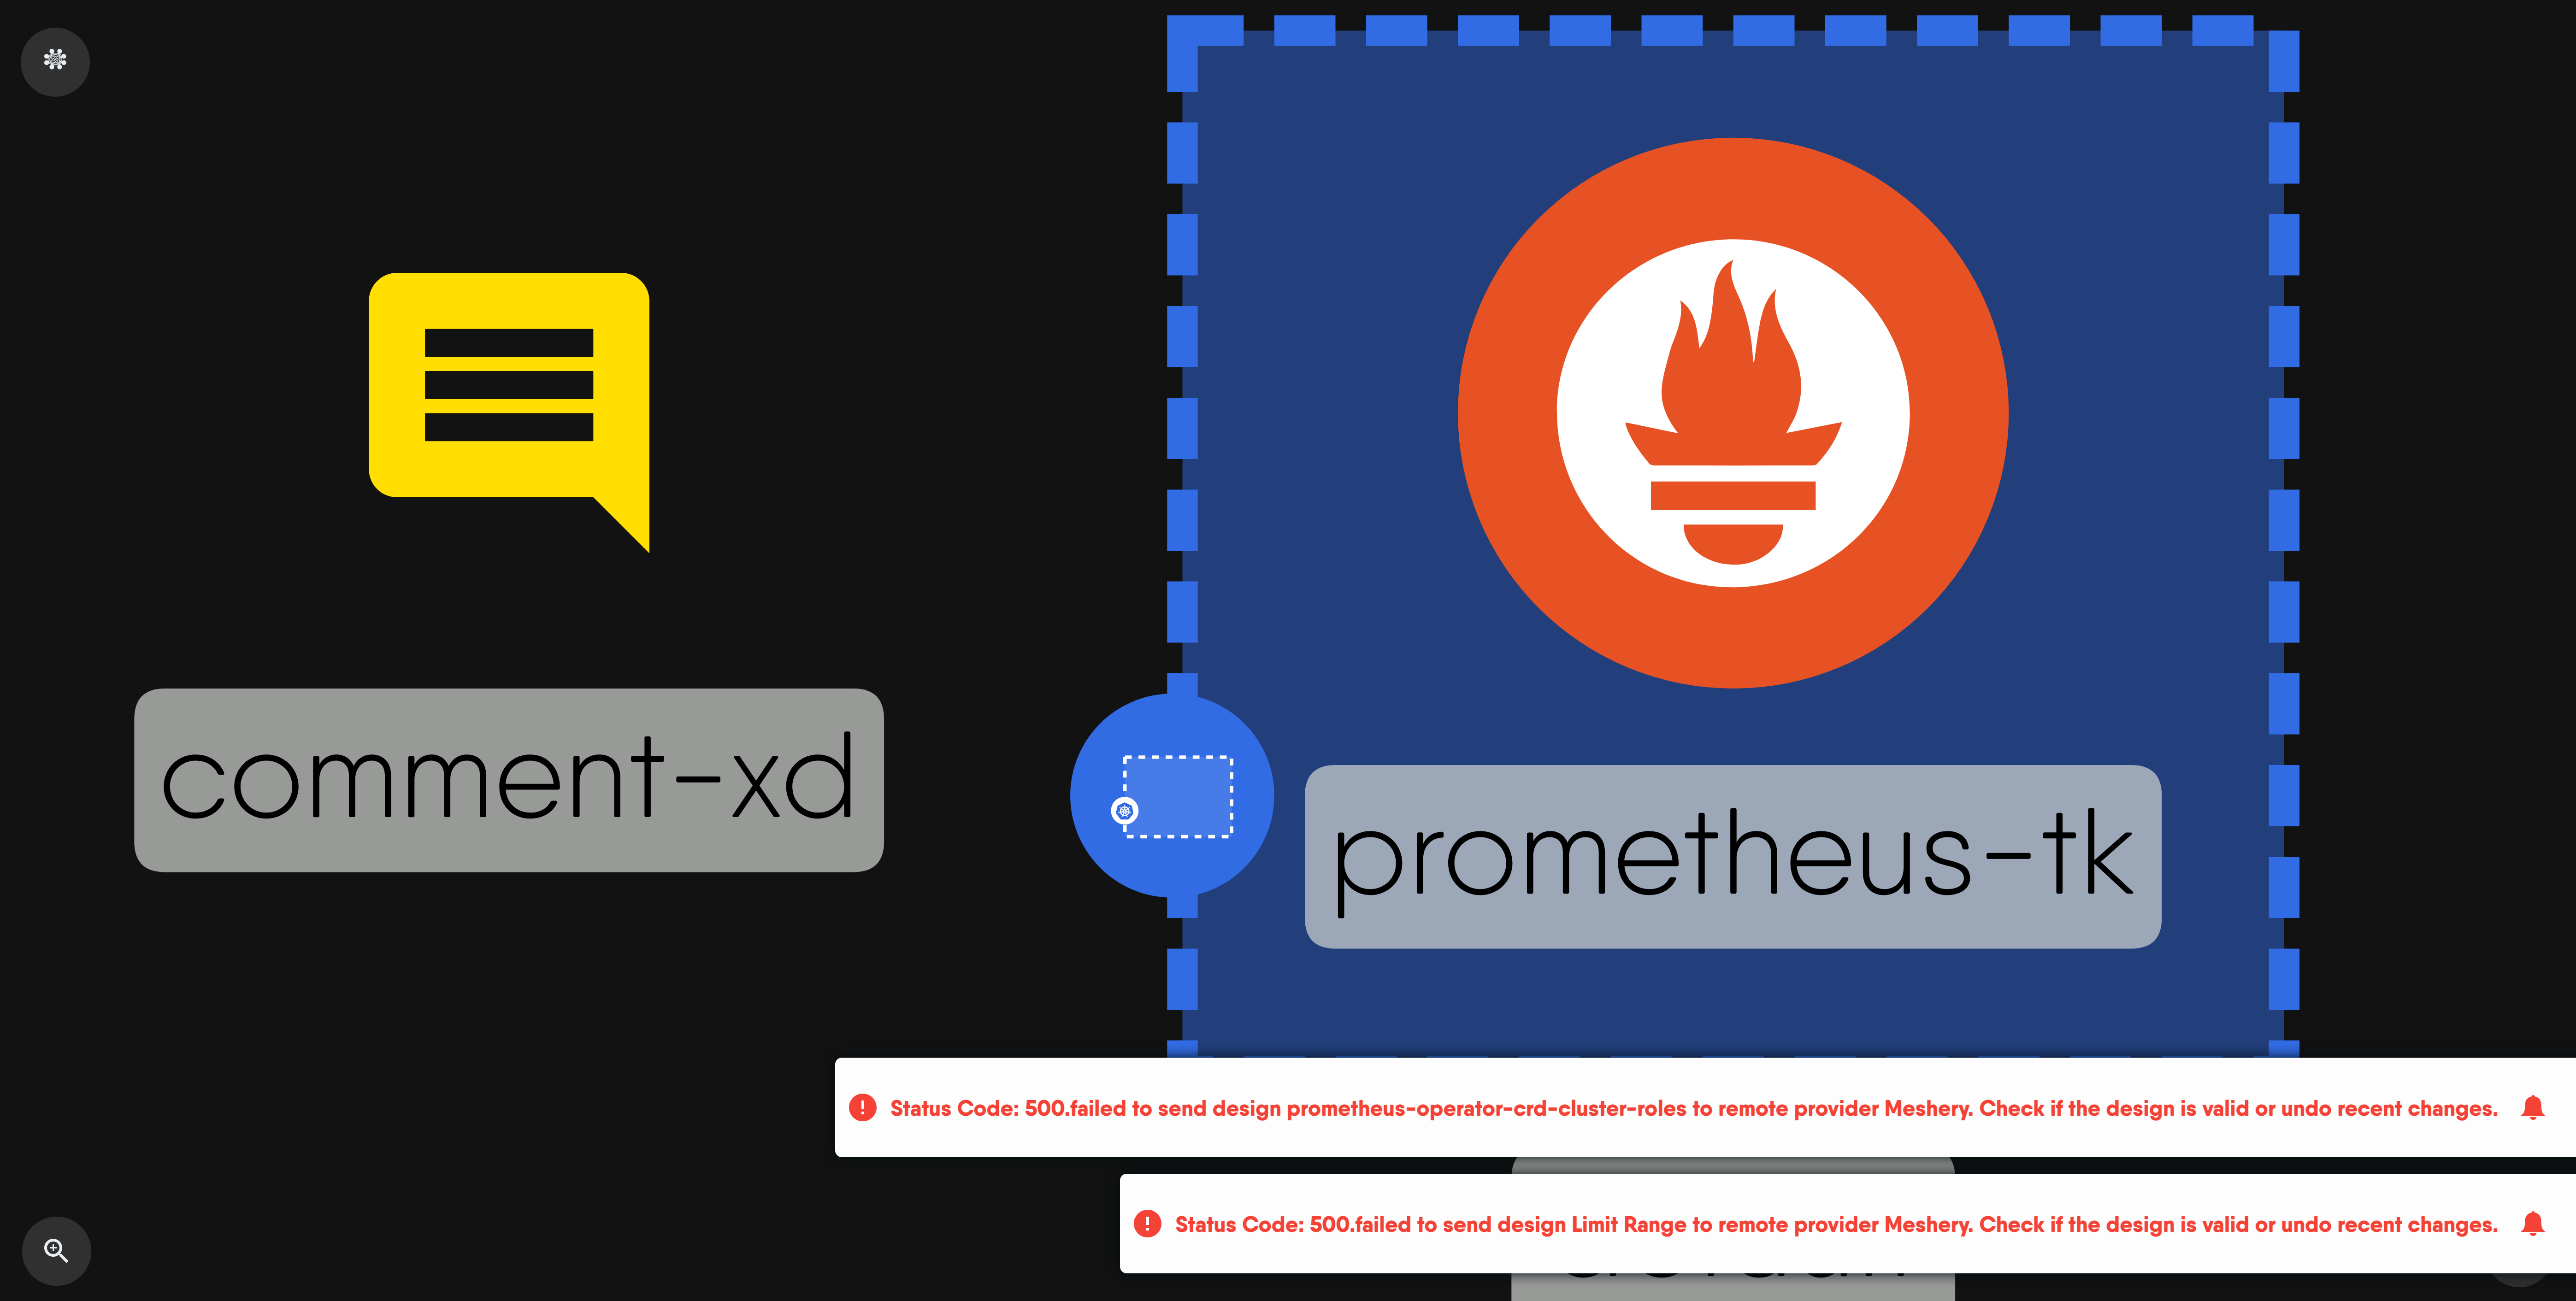 comment-xd
prometheus-tk
Status Code: 500.failed to send design prometheus-operator-crd-cluster-roles to remote provider Meshery. Check if the design is valid or undo recent changes.
Status Code: 500.failed to send design Limit Range to remote provider Meshery. Check if the design is valid or undo recent changes.